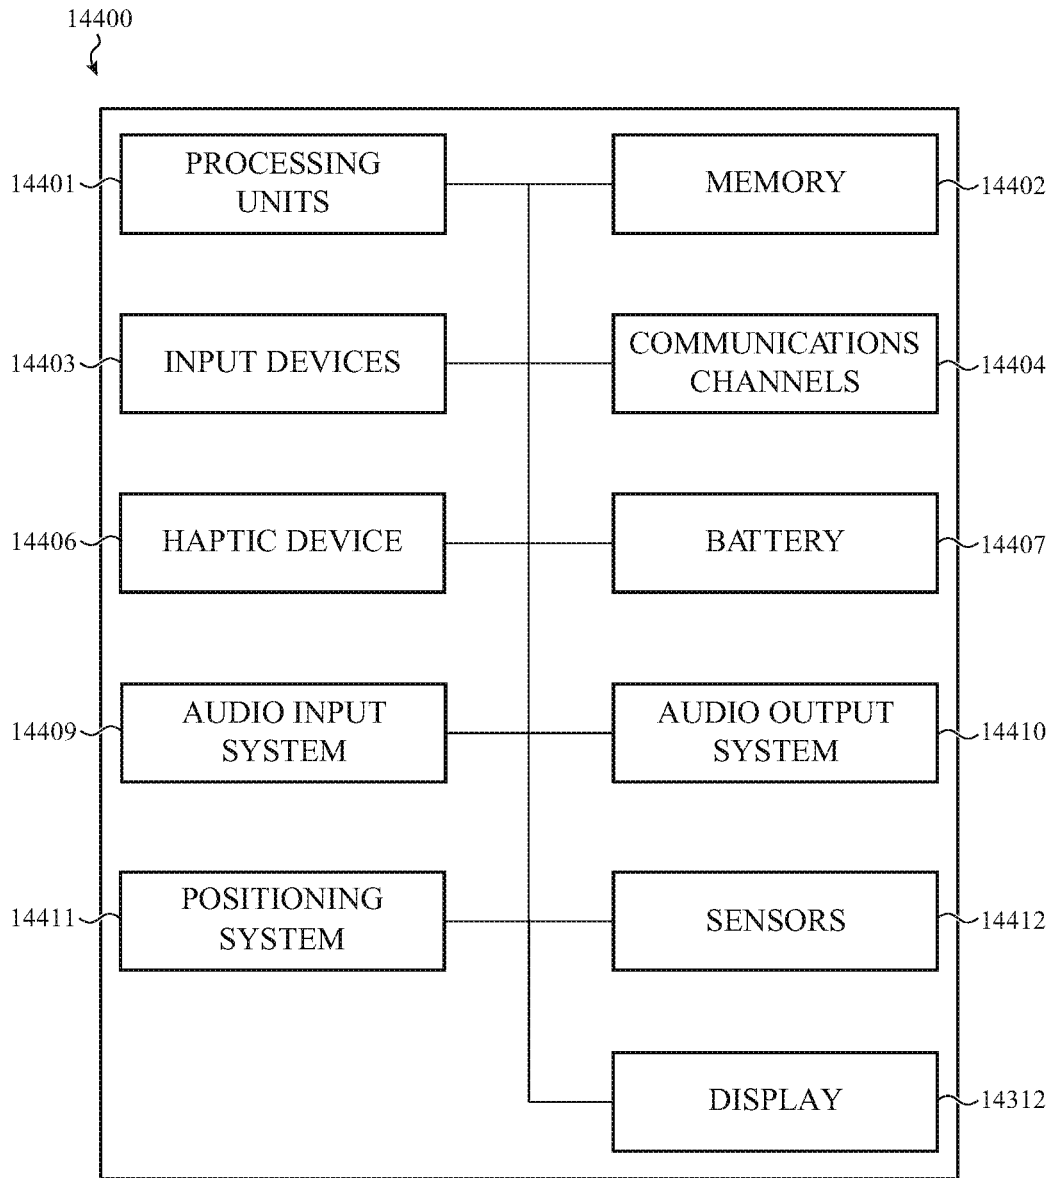 14400
PROCESSING
UNITS
14401
MEMORY
14402
INPUT DEVICES
14403
COMMUNICATIONS
CHANNELS
14404
HAPTIC DEVICE
14406
BATTERY
14407
AUDIO INPUT
SYSTEM
14409
AUDIO OUTPUT
SYSTEM
14410
POSITIONING
SYSTEM
14411
SENSORS
14412
DISPLAY
14312